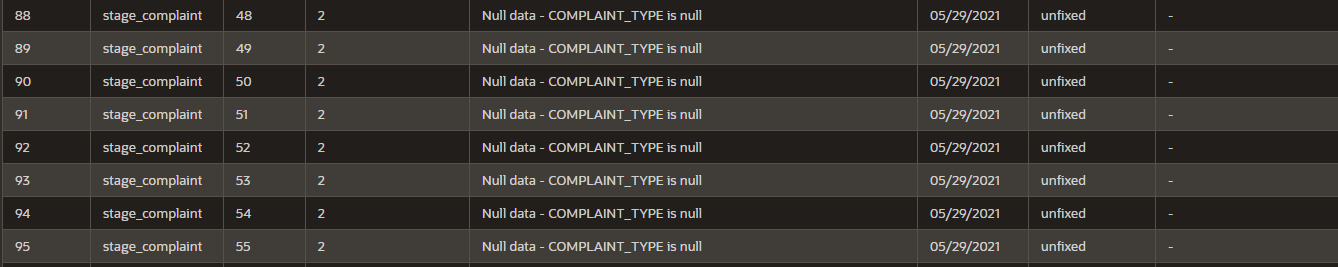 88 stage_complaint 48 2 Null data - COMPLAINT_TYPE is null 05/29/2021 unfixed -
89 stage_complaint 49 2 Null data - COMPLAINT_TYPE is null 05/29/2021 unfixed -
90 stage_complaint 50 2 Null data - COMPLAINT_TYPE is null 05/29/2021 unfixed -
91 stage_complaint 51 2 Null data - COMPLAINT_TYPE is null 05/29/2021 unfixed -
92 stage_complaint 52 2 Null data - COMPLAINT_TYPE is null 05/29/2021 unfixed -
93 stage_complaint 53 2 Null data - COMPLAINT_TYPE is null 05/29/2021 unfixed -
94 stage_complaint 54 2 Null data - COMPLAINT_TYPE is null 05/29/2021 unfixed -
95 stage_complaint 55 2 Null data - COMPLAINT_TYPE is null 05/29/2021 unfixed -